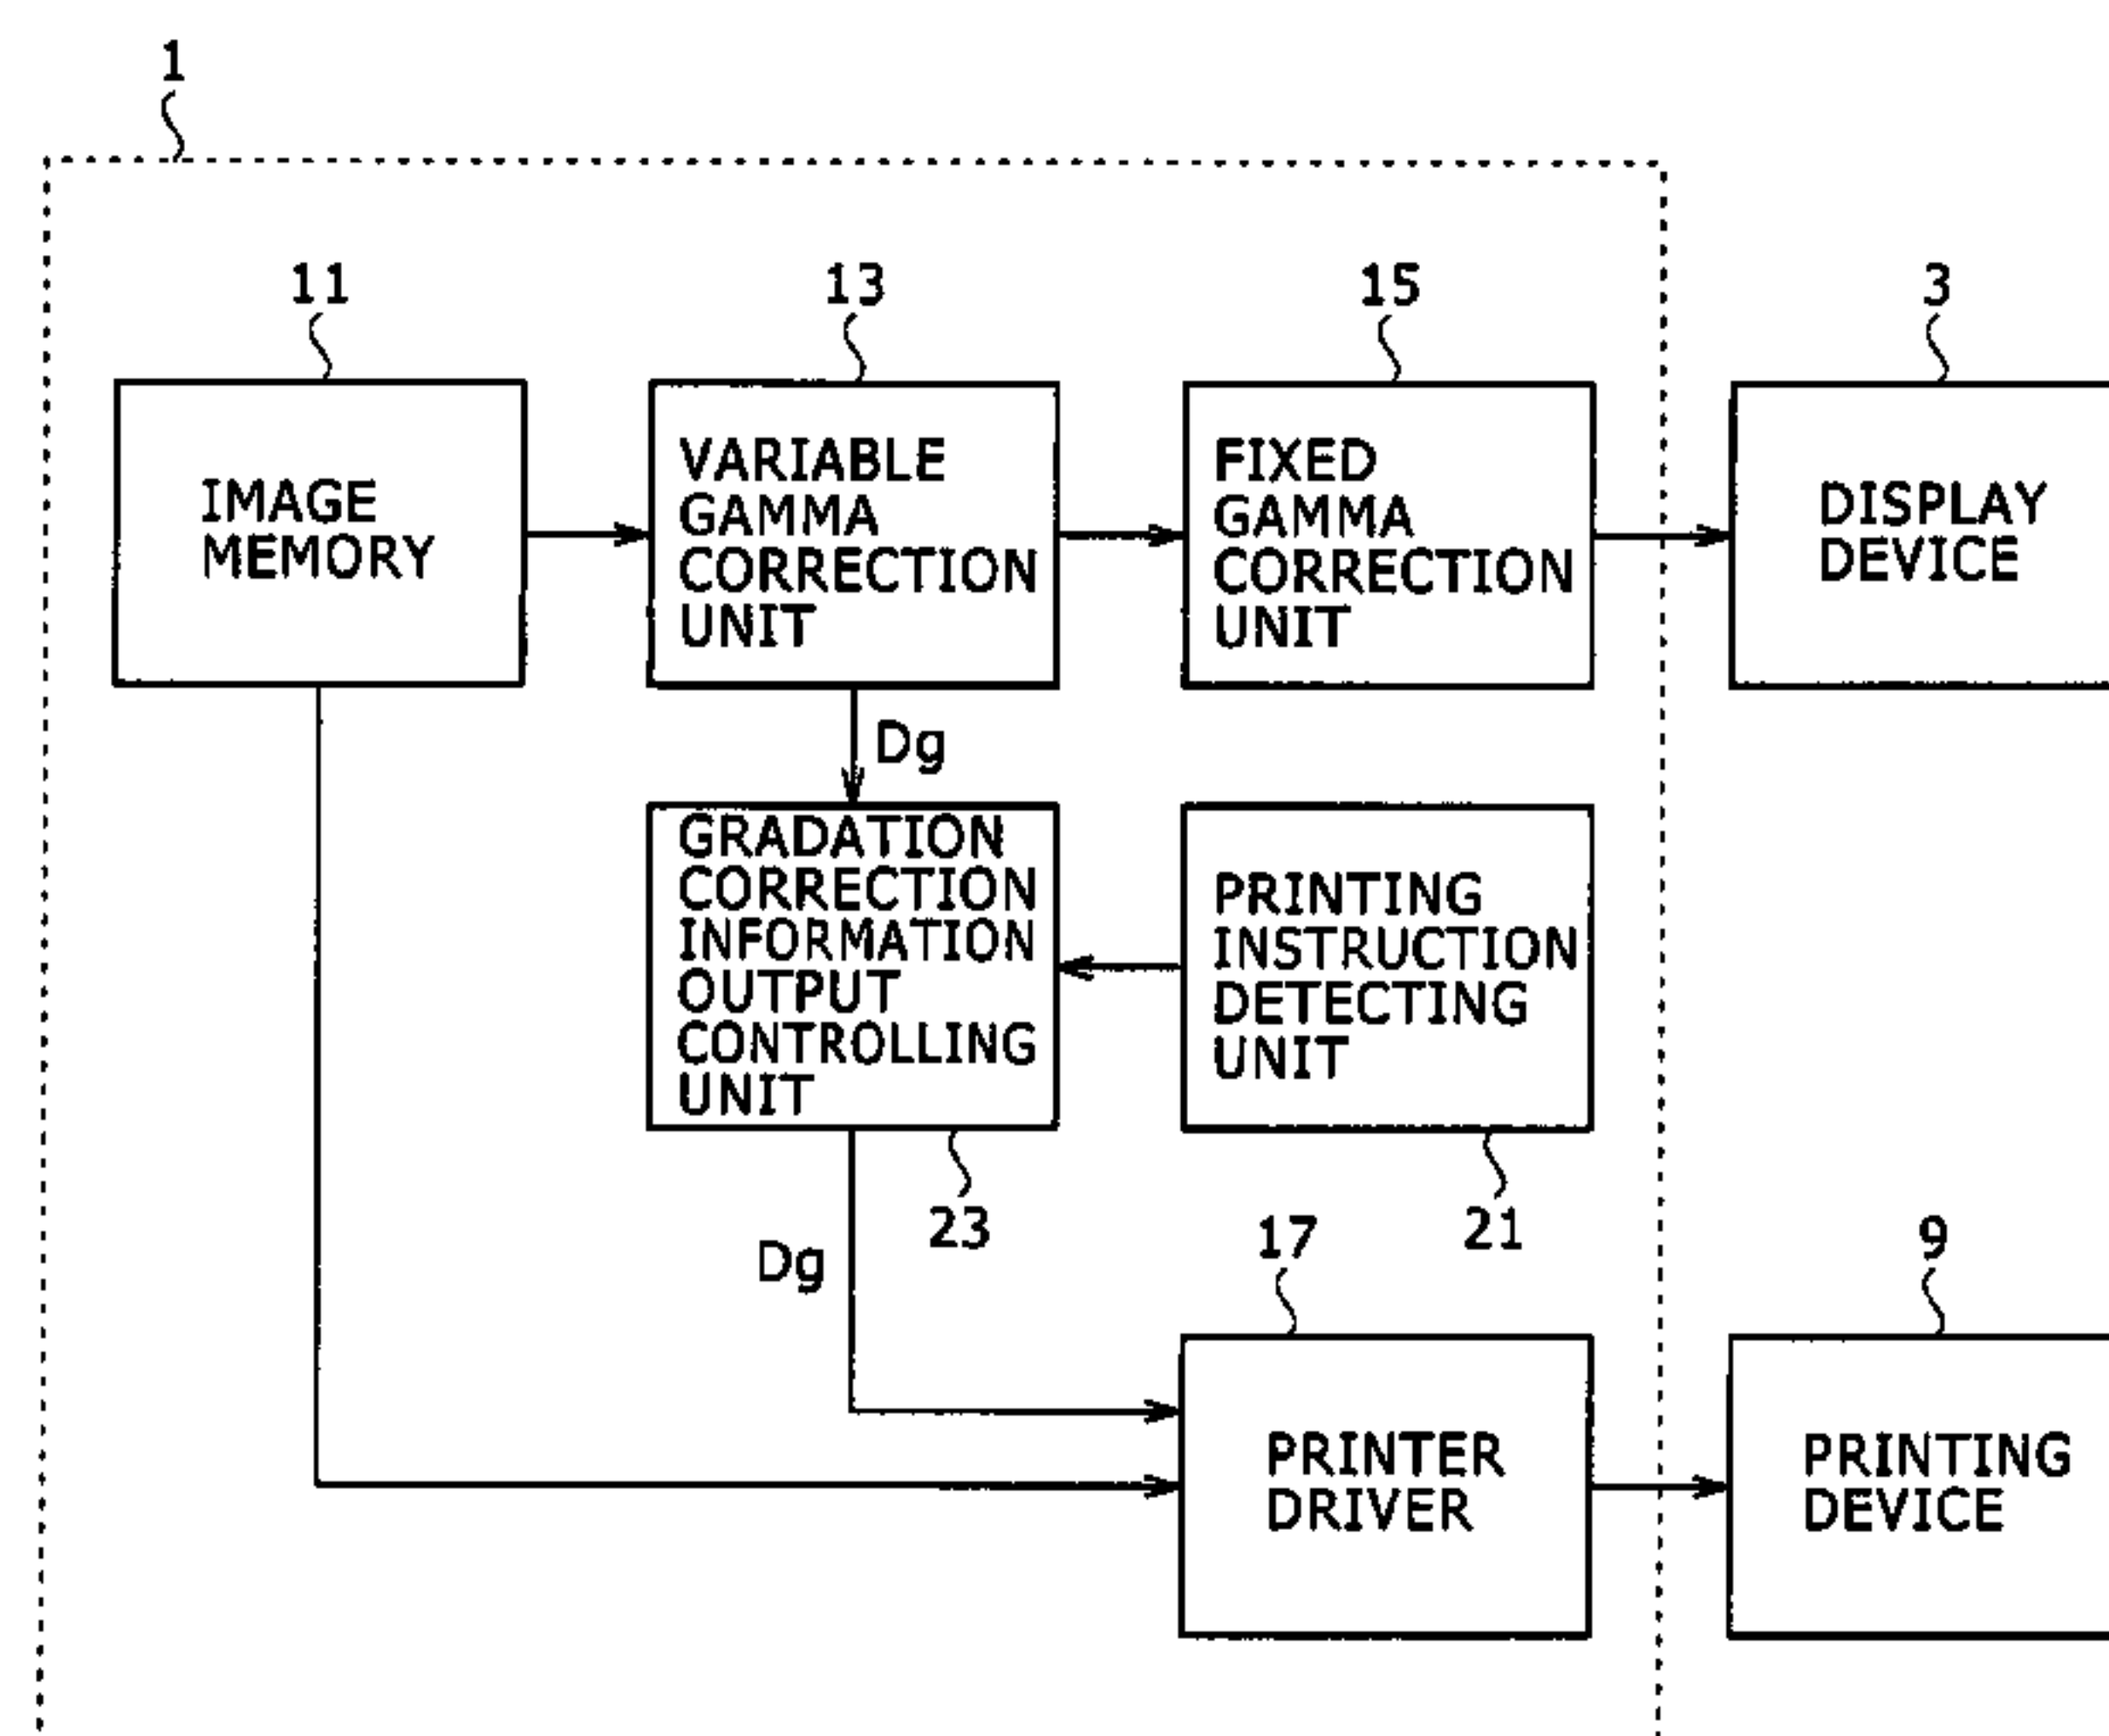 1
11
13
15
3
IMAGE
MEMORY
VARIABLE
GAMMA
CORRECTION
UNIT
FIXED
GAMMA
CORRECTION
UNIT
DISPLAY
DEVICE
Dg
GRADATION
CORRECTION
INFORMATION
OUTPUT
CONTROLLING
UNIT
PRINTING
INSTRUCTION
DETECTING
UNIT
23
21
Dg
17
9
PRINTER
DRIVER
PRINTING
DEVICE